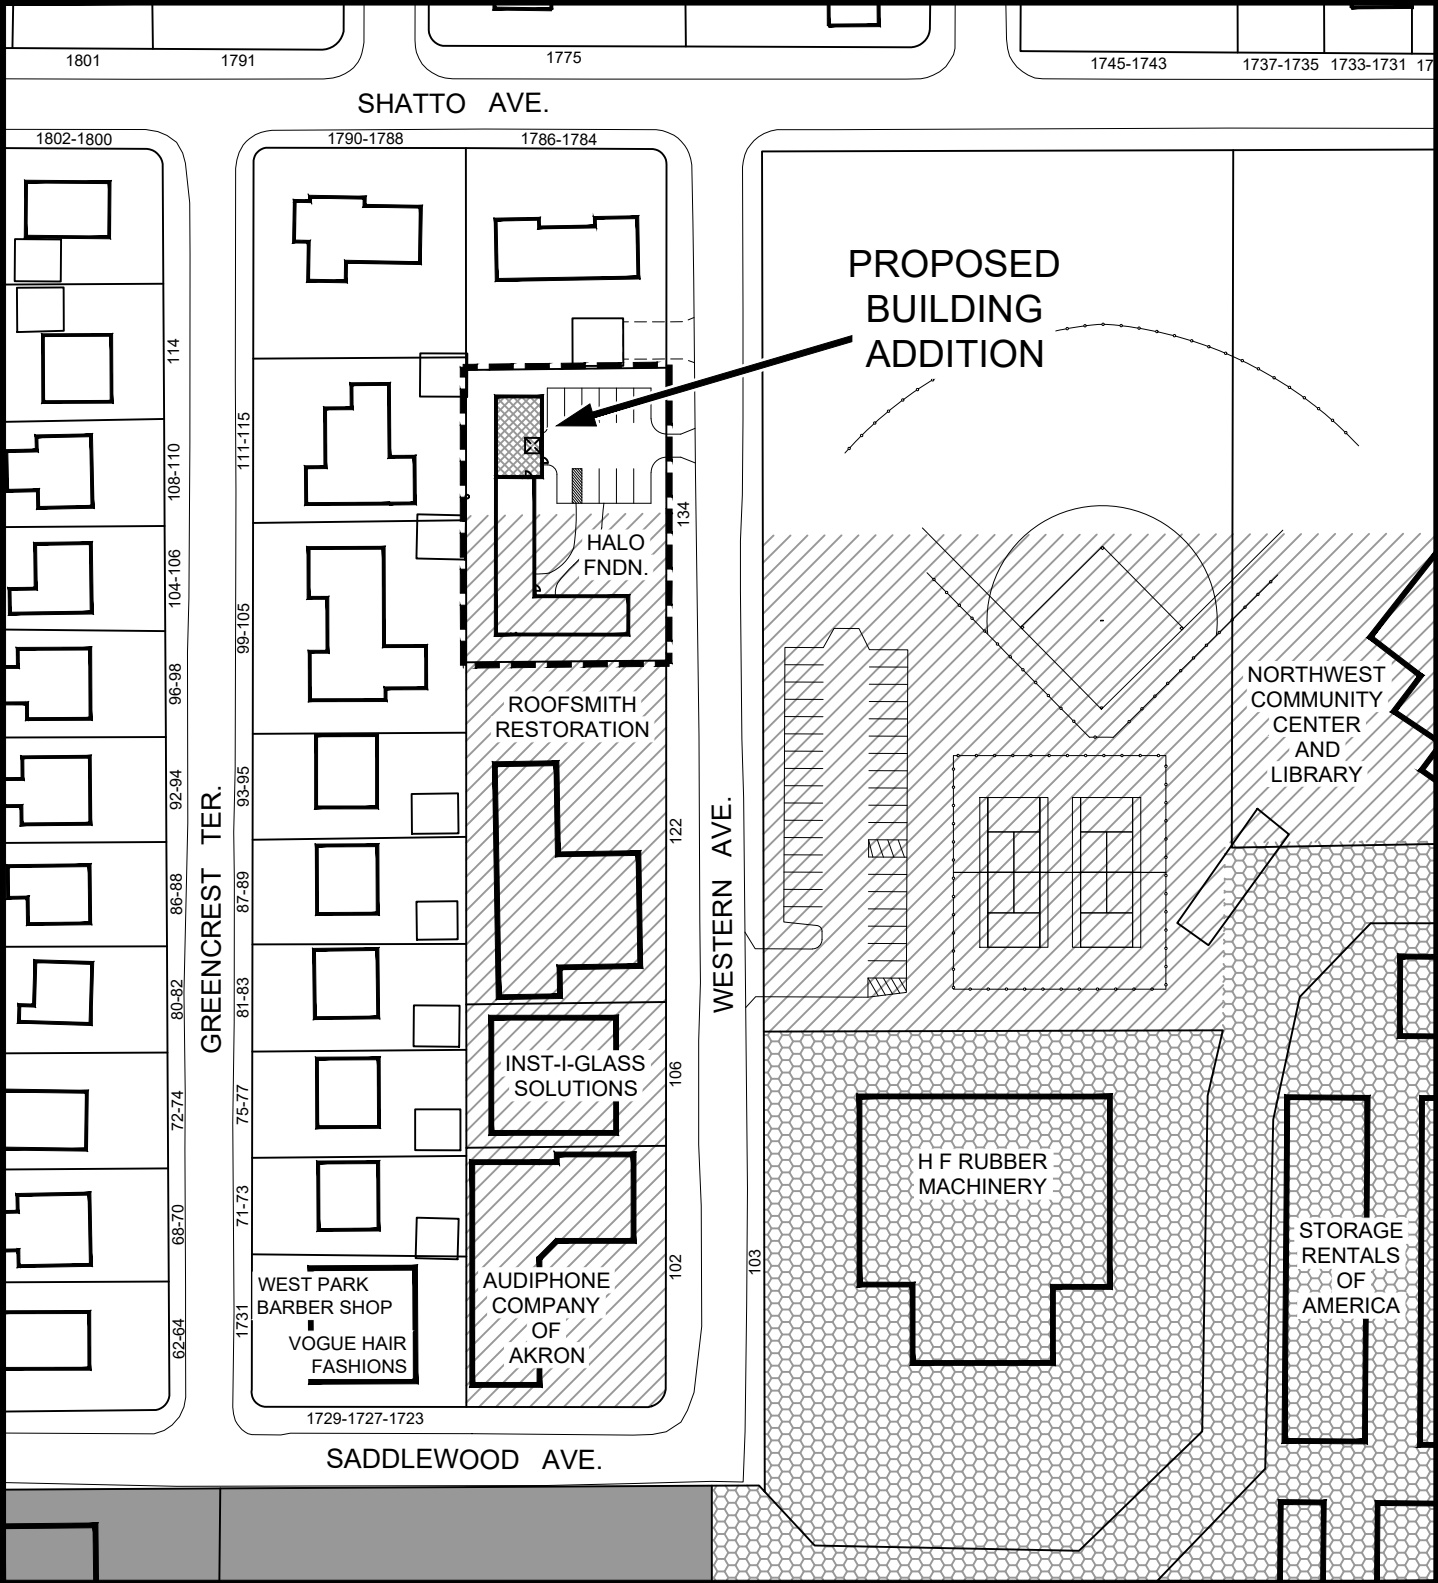 1801
1791
1775
1745-1743
1737-1735
1733-1731
17
SHATTO AVE.
1802-1800
1790-1788
1786-1784
PROPOSED
BUILDING
ADDITION
114
111-115
108-110
134
HALO
FNDN.
104-106
99-105
96-98
ROOFSMITH
RESTORATION
NORTHWEST
COMMUNITY
CENTER
AND
LIBRARY
92-94
93-95
122
86-88
87-89
GREENCREST TER.
WESTERN AVE.
80-82
81-83
INST-I-GLASS
SOLUTIONS
106
72-74
75-77
H F RUBBER
MACHINERY
71-73
68-70
STORAGE
RENTALS
OF
AMERICA
102
103
AUDIPHONE
COMPANY
OF
AKRON
WEST PARK
BARBER SHOP
VOGUE HAIR
FASHIONS
1731
62-64
1729-1727-1723
SADDLEWOOD AVE.